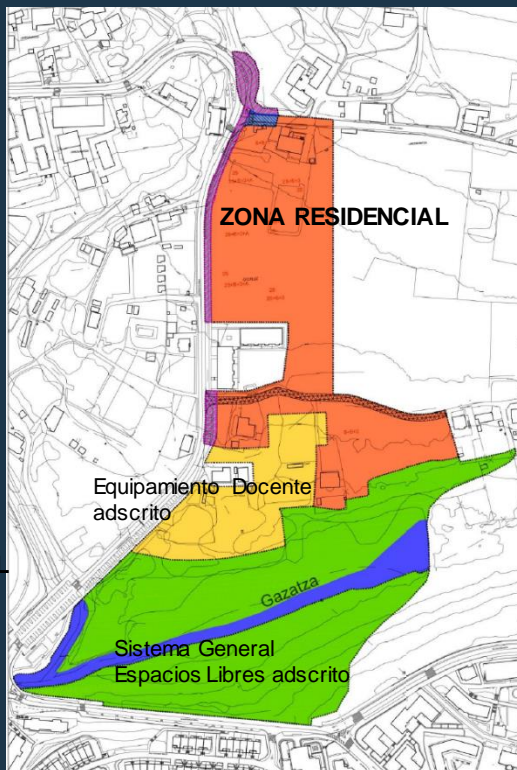 ZONA RESIDENCIAL
Equipamiento Docente
adscrito
Gazatza
Sistema General
Espacios Libres adscrito